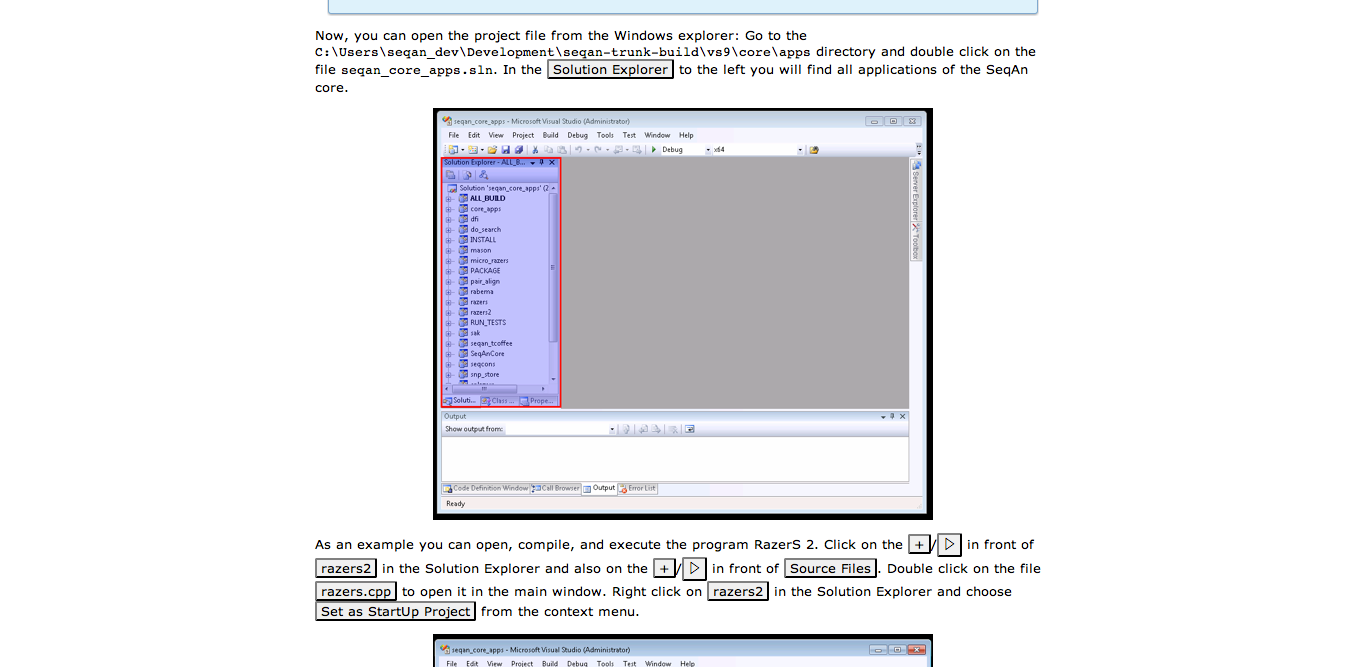 Now, you can open the project file from the Windows explorer: Go to the
C:\Users\seqan_dev\Development\seqan-trunk-build\vs9\core\apps directory and double click on the
file seqan_core_apps.sln. In the Solution Explorer to the left you will find all applications of the SeqAn
core.
seqan_core_apps - Microsoft Visual Studio (Administrator)
File Edit View Project Build Debug Tools Test Window Help
Debug x64
Solution Explorer - ALL_B...
Solution 'seqan_core_apps' (2
ALL_BUILD
core_apps
dfi
do_search
INSTALL
mason
micro_razers
PACKAGE
pair_align
rabema
razers
razers2
RUN_TESTS
sak
seqan_tcoffee
SeqAnCore
seqcons
snp_store
Soluti... Class ... Prope...
Server Explorer
Toolbox
Output
Show output from:
Code Definition Window Call Browser Output Error List
Ready
As an example you can open, compile, and execute the program RazerS 2. Click on the +/▷ in front of
razers2 in the Solution Explorer and also on the +/▷ in front of Source Files. Double click on the file
razers.cpp to open it in the main window. Right click on razers2 in the Solution Explorer and choose
Set as StartUp Project from the context menu.
seqan_core_apps - Microsoft Visual Studio (Administrator)
File Edit View Project Build Debug Tools Test Window Help